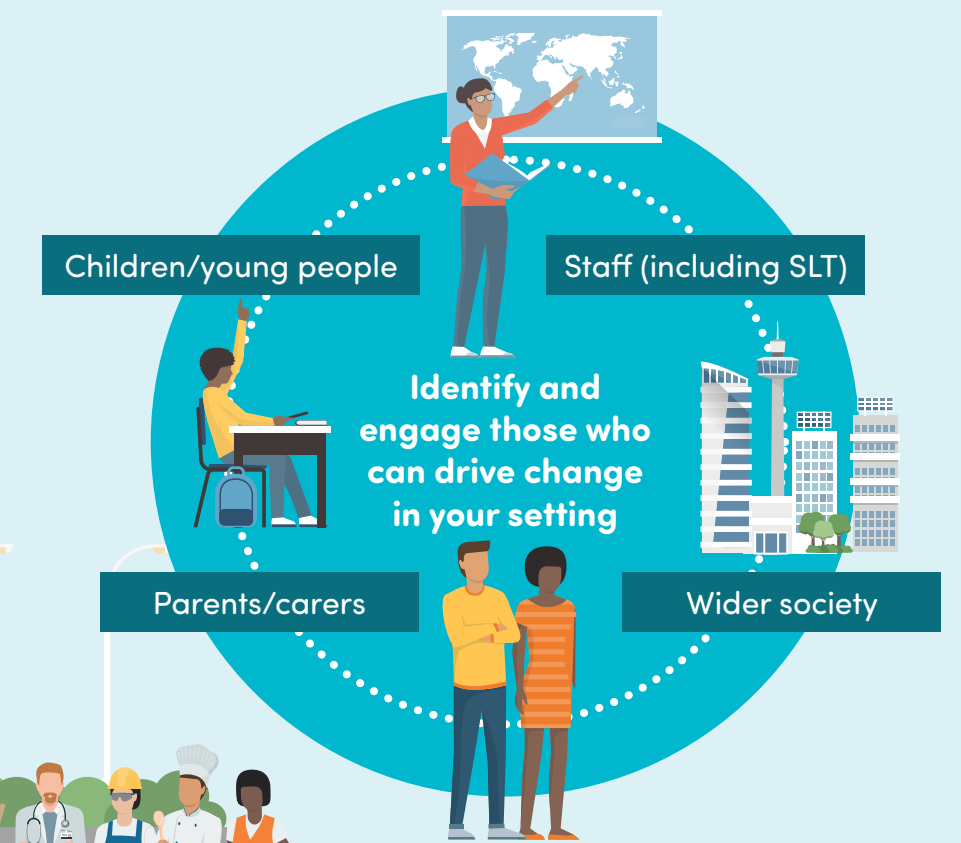 Children/young people
Staff (including SLT)
Identify and
engage those who
can drive change
in your setting
Parents/carers
Wider society